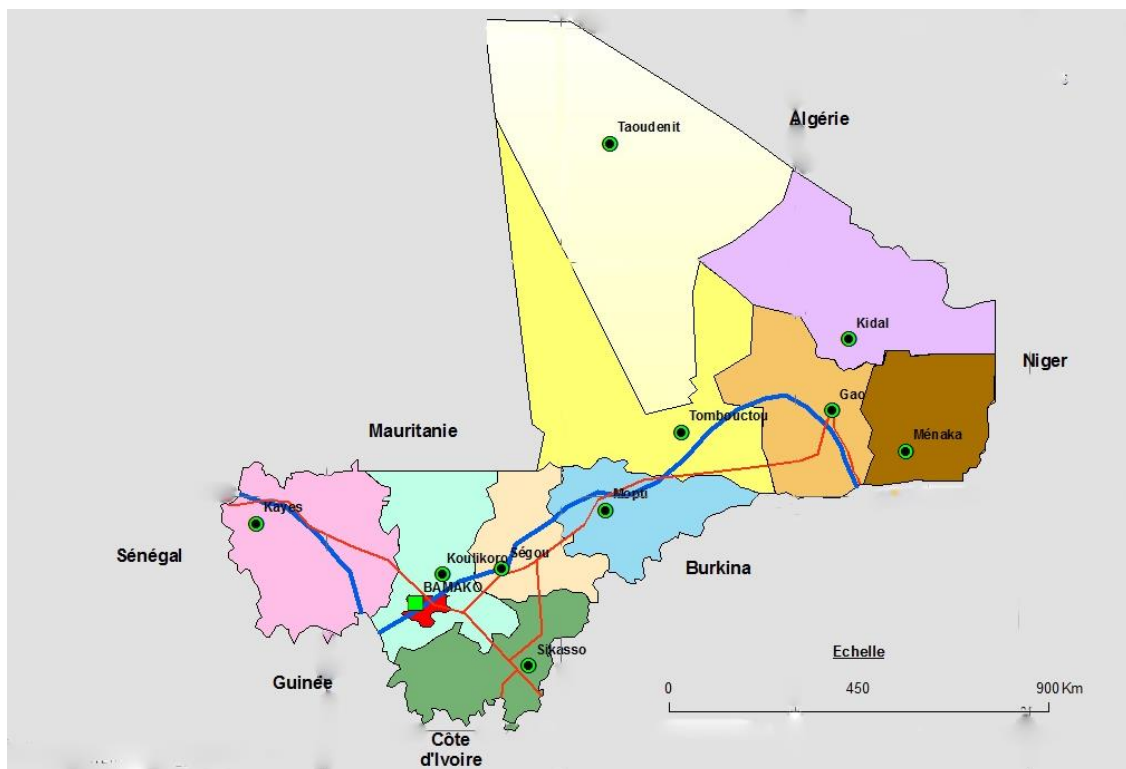 Taoudenit
Algérie
Kidal
Niger
Gao
Tombouctou
Ménaka
Mauritanie
Kayes
Mopti
Sénégal
Koulikoro
Ségou
Burkina
BAMAKO
Sikasso
Echelle
Guinée
0 450 900 Km
Côte
d'Ivoire